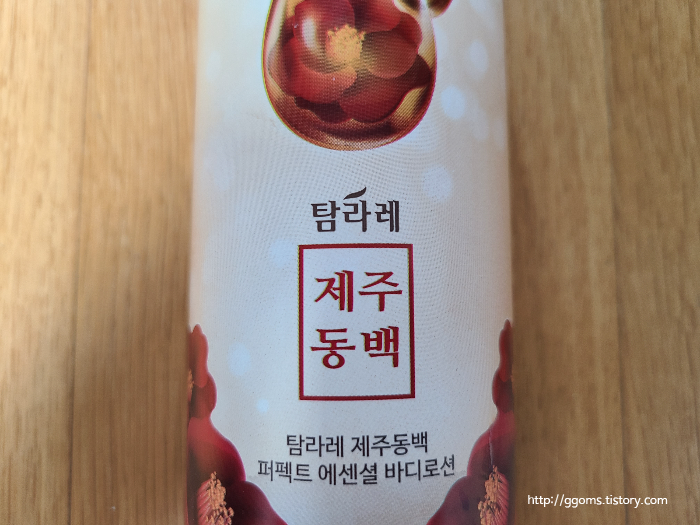 탐라레
제주
동백
탐라레 제주동백
퍼펙트 에센셜 바디로션
http://ggoms.tistory.com